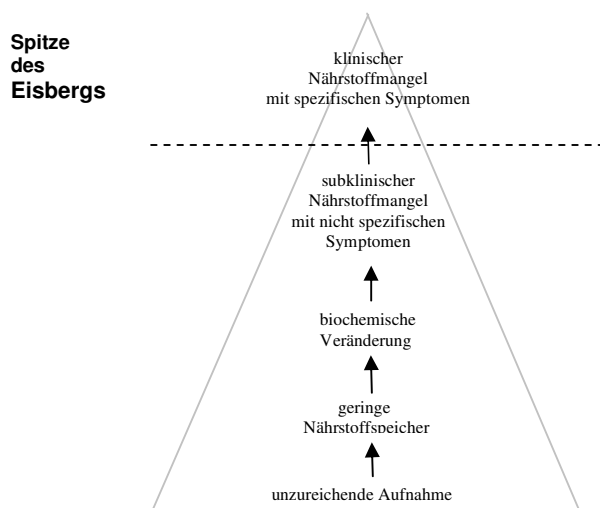 Spitze
des
Eisbergs
klinischer
Nährstoffmangel
mit spezifischen Symptomen
subklinischer
Nährstoffmangel
mit nicht spezifischen
Symptomen
biochemische
Veränderung
geringe
Nährstoffspeicher
unzureichende Aufnahme